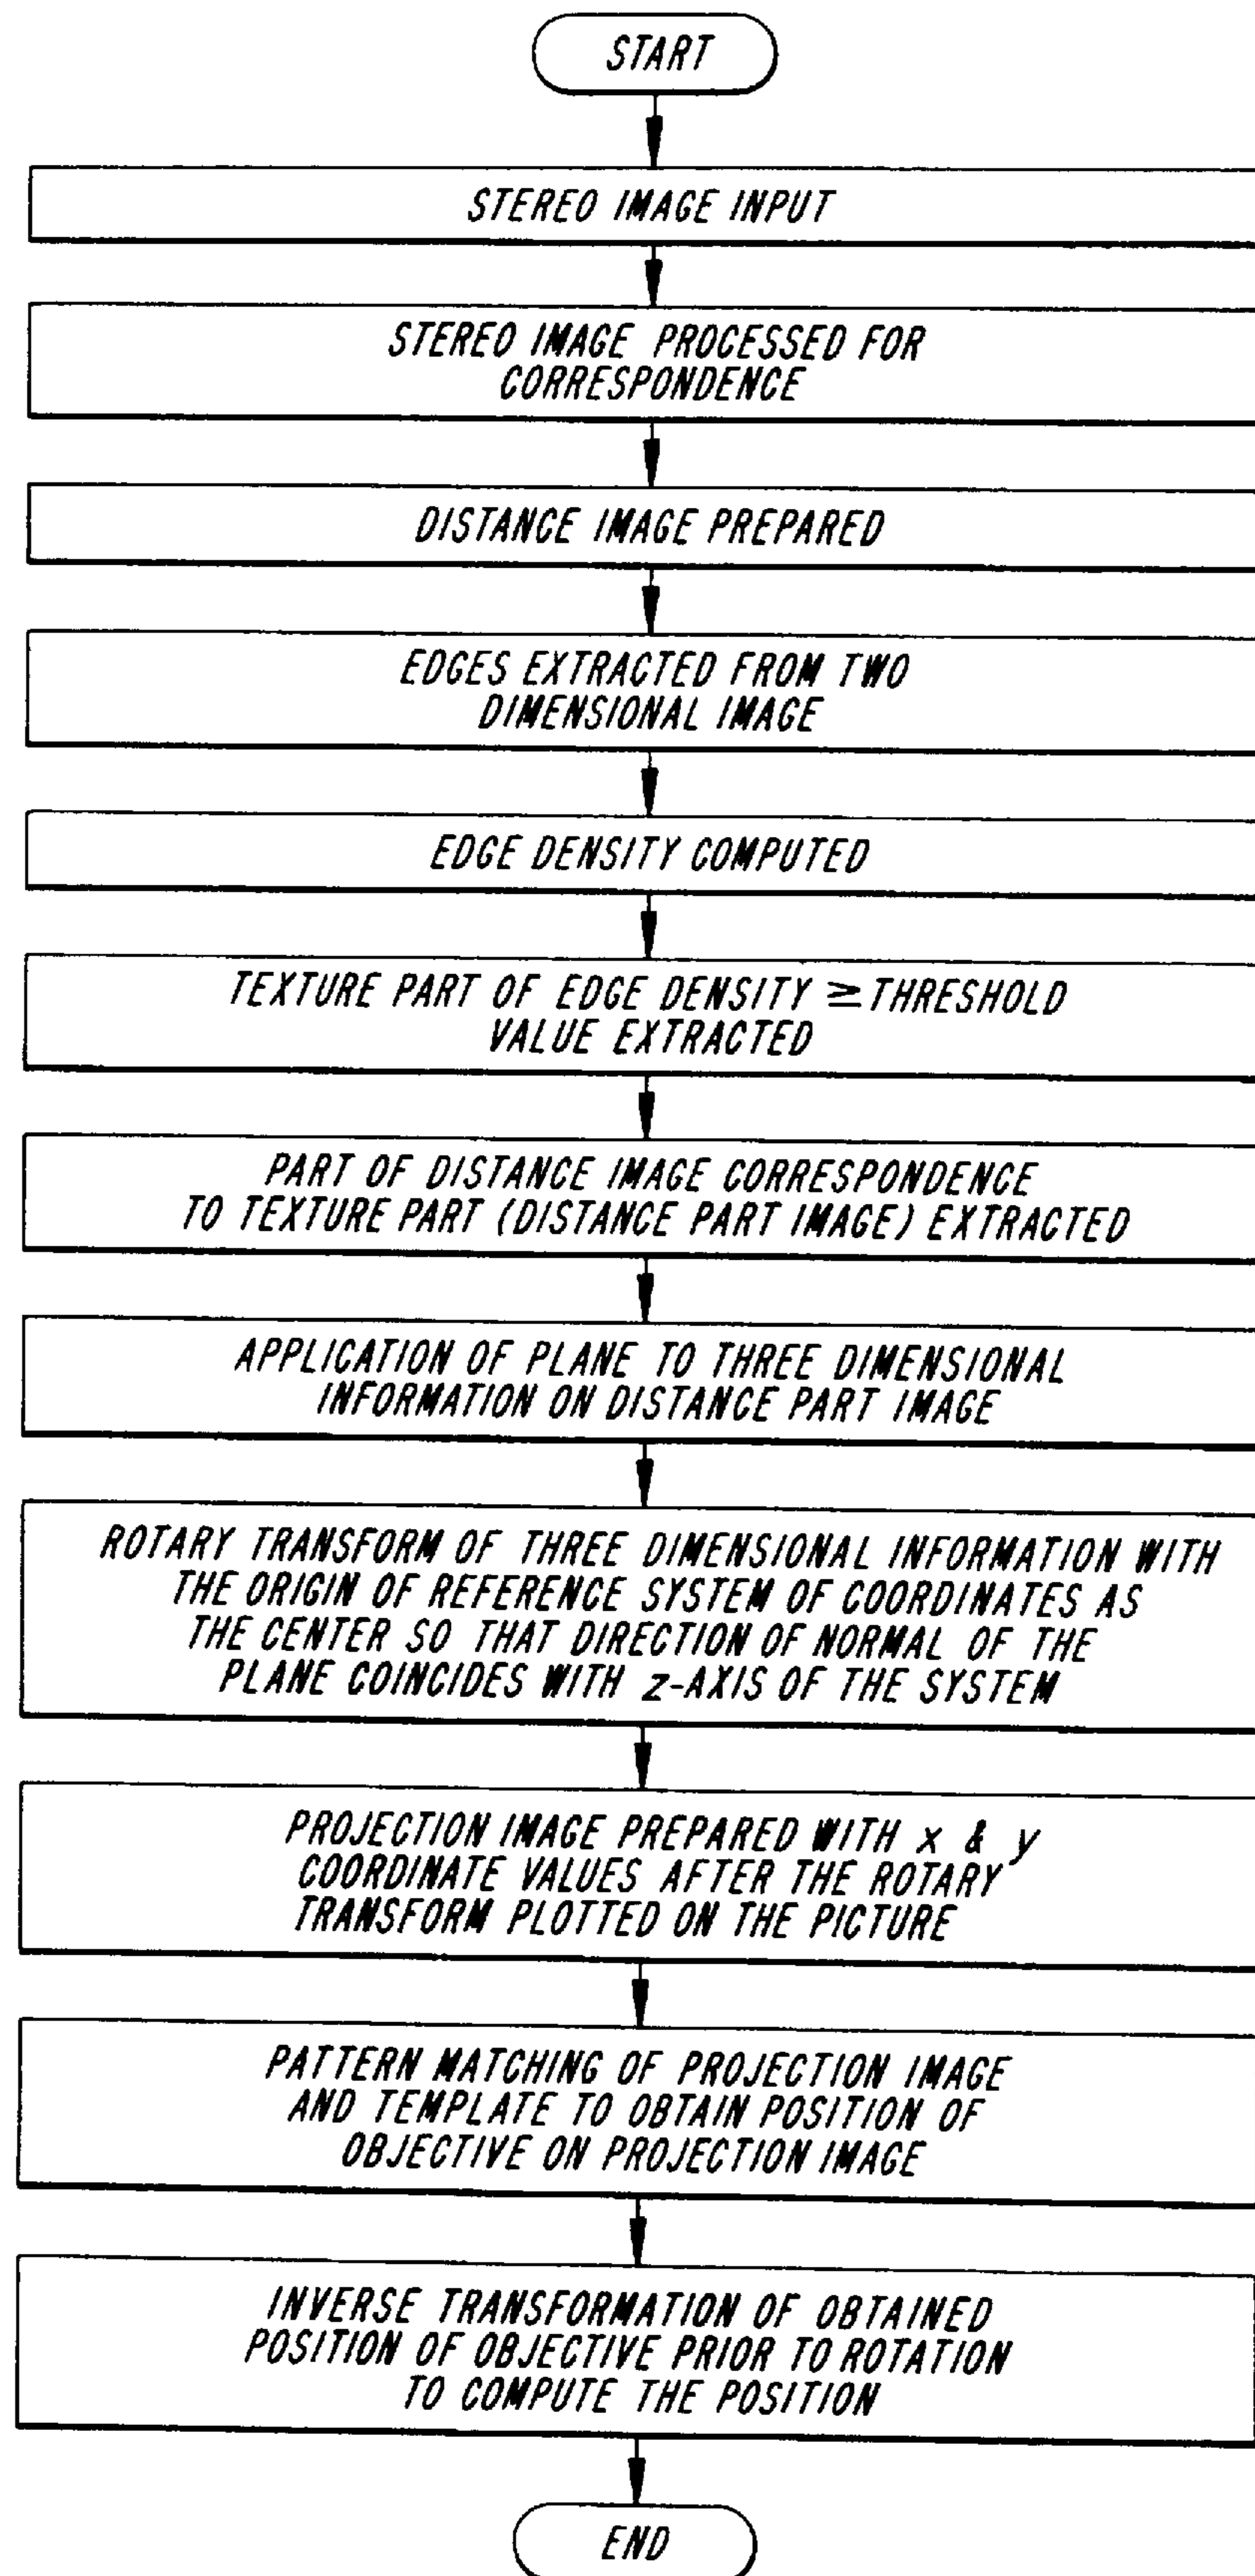 START
STEREO IMAGE INPUT
STEREO IMAGE PROCESSED FOR
CORRESPONDENCE
DISTANCE IMAGE PREPARED
EDGES EXTRACTED FROM TWO
DIMENSIONAL IMAGE
EDGE DENSITY COMPUTED
TEXTURE PART OF EDGE DENSITY ≥ THRESHOLD
VALUE EXTRACTED
PART OF DISTANCE IMAGE CORRESPONDENCE
TO TEXTURE PART (DISTANCE PART IMAGE) EXTRACTED
APPLICATION OF PLANE TO THREE DIMENSIONAL
INFORMATION ON DISTANCE PART IMAGE
ROTARY TRANSFORM OF THREE DIMENSIONAL INFORMATION WITH
THE ORIGIN OF REFERENCE SYSTEM OF COORDINATES AS
THE CENTER SO THAT DIRECTION OF NORMAL OF THE
PLANE COINCIDES WITH z-AXIS OF THE SYSTEM
PROJECTION IMAGE PREPARED WITH x & y
COORDINATE VALUES AFTER THE ROTARY
TRANSFORM PLOTTED ON THE PICTURE
PATTERN MATCHING OF PROJECTION IMAGE
AND TEMPLATE TO OBTAIN POSITION OF
OBJECTIVE ON PROJECTION IMAGE
INVERSE TRANSFORMATION OF OBTAINED
POSITION OF OBJECTIVE PRIOR TO ROTATION
TO COMPUTE THE POSITION
END